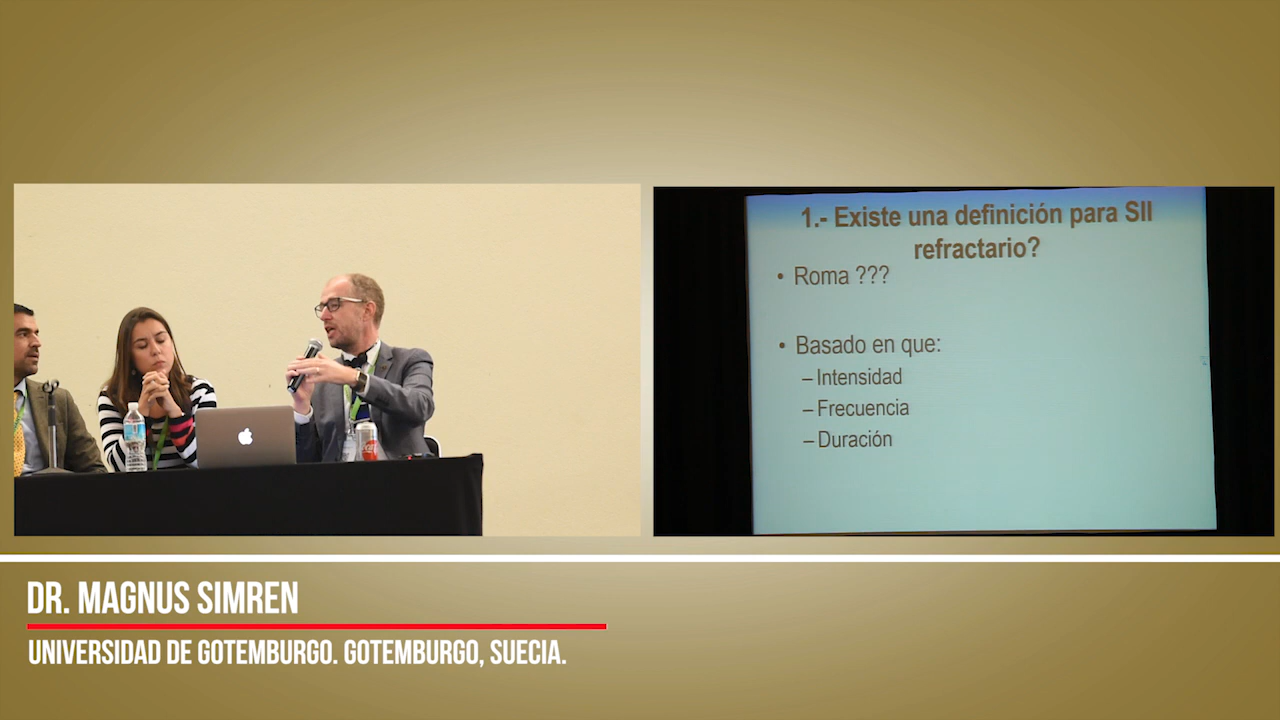 1.- Existe una definición para SII
refractario?
• Roma ???
• Basado en que:
– Intensidad
– Frecuencia
– Duración
DR. MAGNUS SIMREN
UNIVERSIDAD DE GOTEMBURGO. GOTEMBURGO, SUECIA.